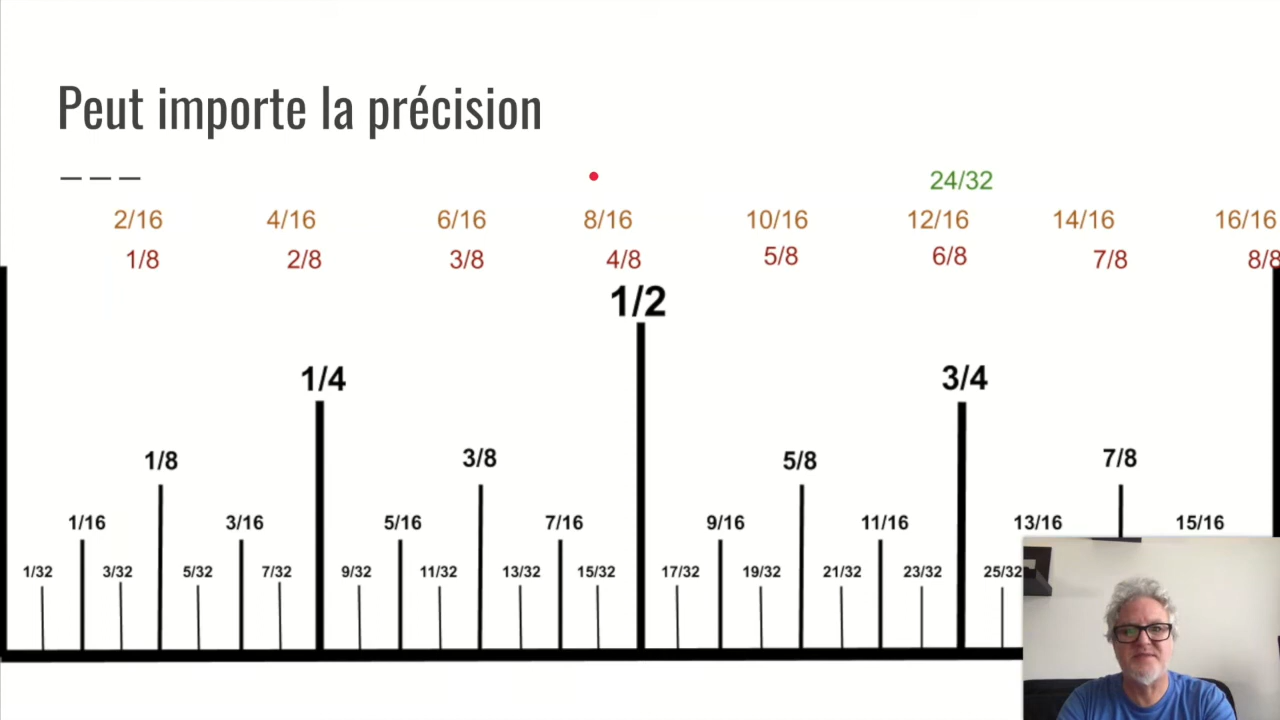 Peut importe la précision
24/32
2/16 4/16 6/16 8/16 10/16 12/16 14/16 16/16
1/8 2/8 3/8 4/8 5/8 6/8 7/8 8/8
1/2
1/4 3/4
1/8 3/8 5/8 7/8
1/16 3/16 5/16 7/16 9/16 11/16 13/16 15/16
1/32 3/32 5/32 7/32 9/32 11/32 13/32 15/32 17/32 19/32 21/32 23/32 25/32